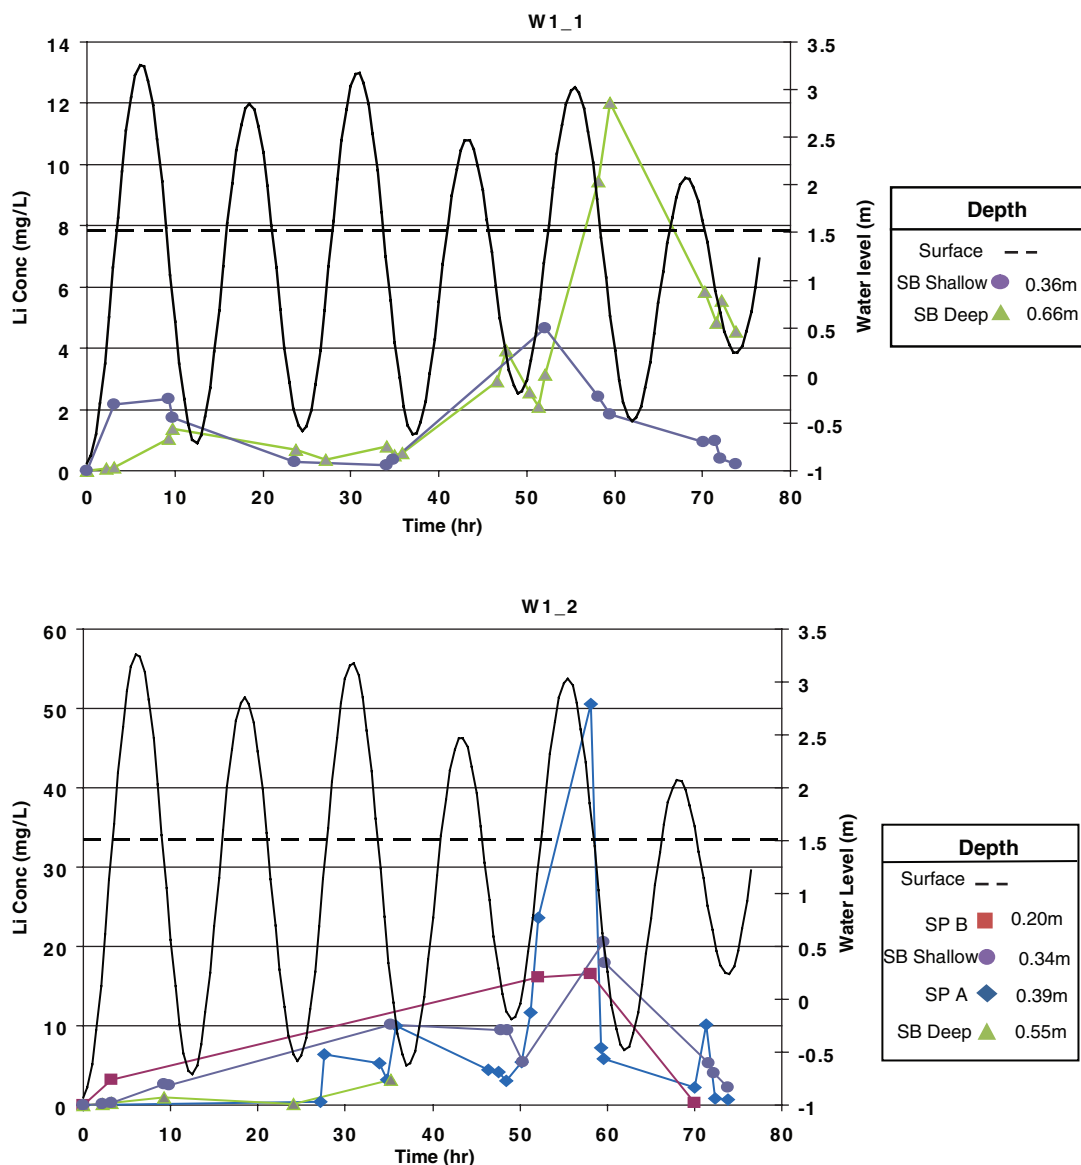 W1_1
14
12
10
8
6
4
2
0
Li Conc (mg/L)
3.5
3
2.5
2
1.5
1
0.5
0
-0.5
-1
Water level (m)
0 10 20 30 40 50 60 70 80
Time (hr)
Depth
Surface
SB Shallow 0.36m
SB Deep 0.66m
W1_2
60
50
40
30
20
10
0
Li Conc (mg/L)
3.5
3
2.5
2
1.5
1
0.5
0
-0.5
-1
Water Level (m)
0 10 20 30 40 50 60 70 80
Time (hr)
Depth
Surface
SP B 0.20m
SB Shallow 0.34m
SP A 0.39m
SB Deep 0.55m